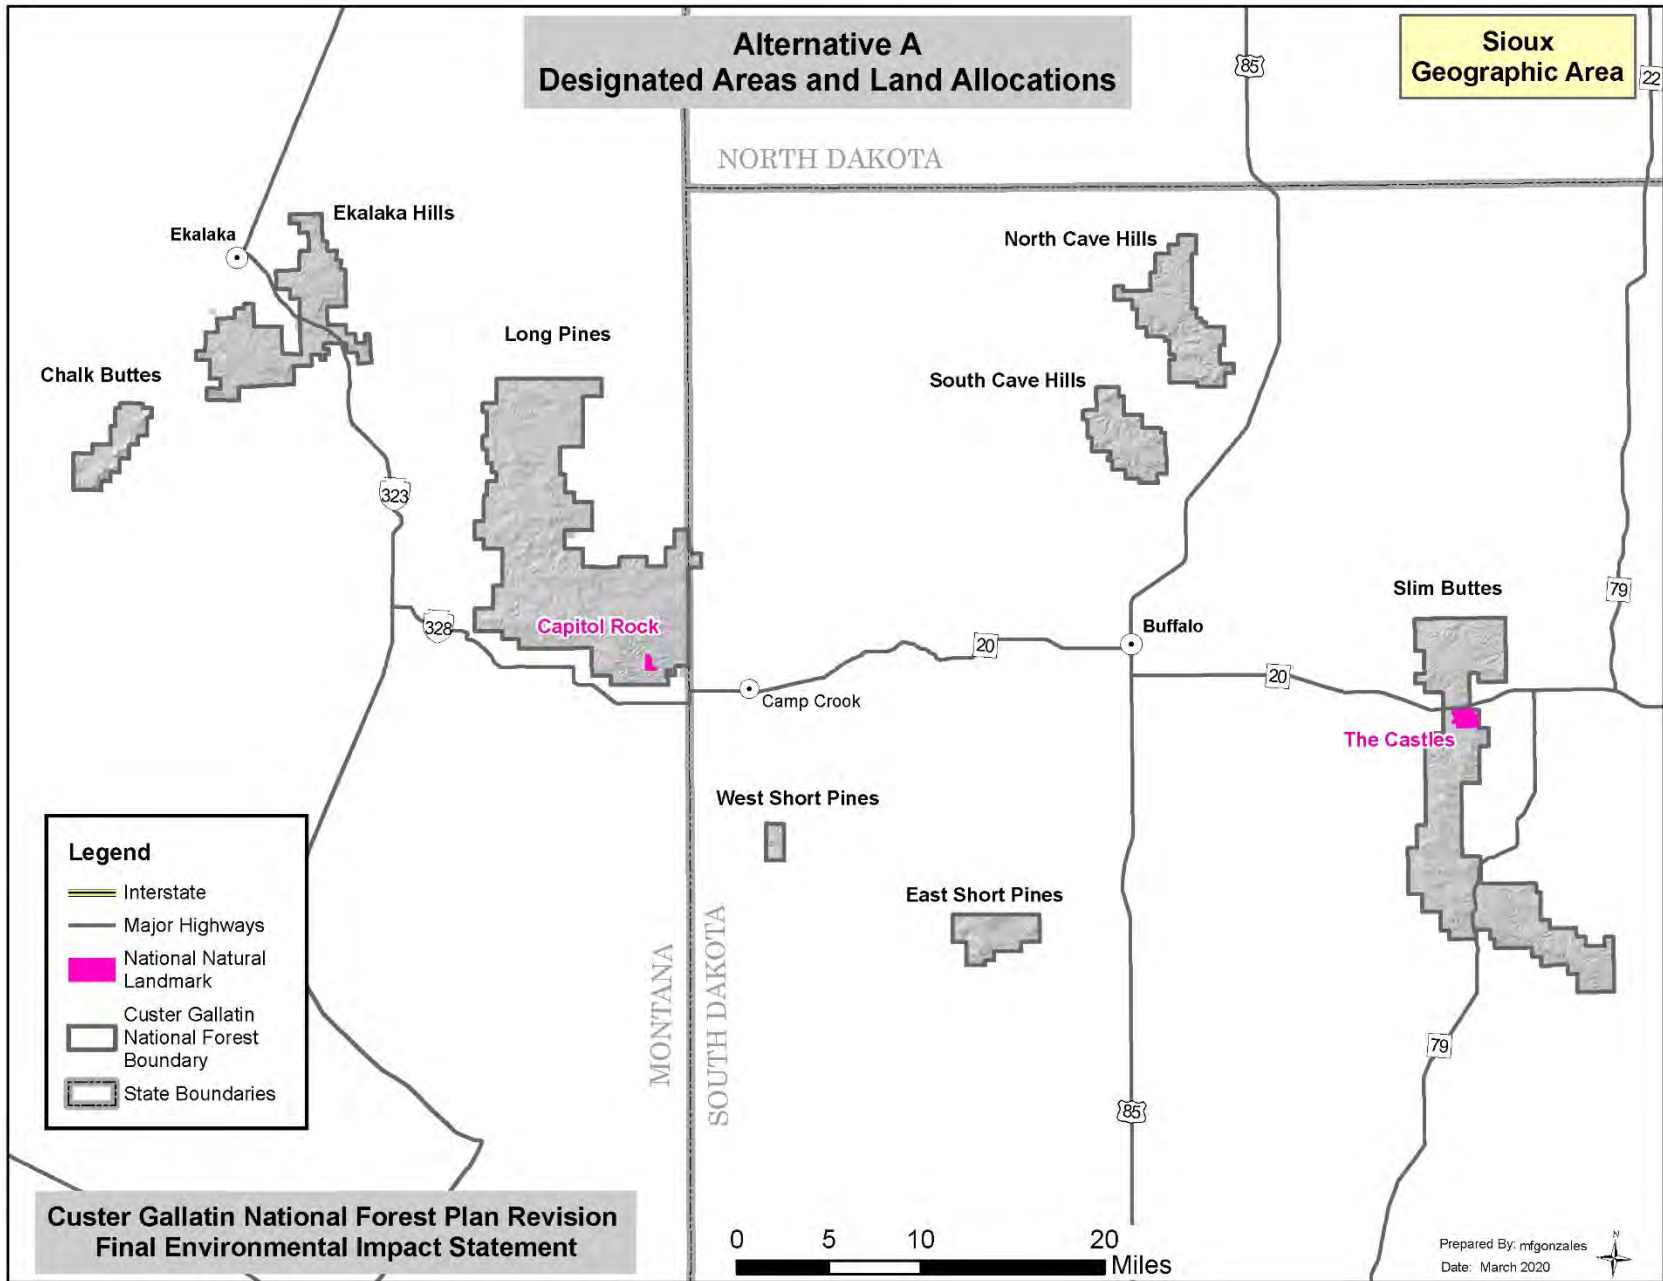 Alternative A
Designated Areas and Land Allocations
Sioux
Geographic Area
85
22
NORTH DAKOTA
Ekalaka Hills
Ekalaka
North Cave Hills
Long Pines
Chalk Buttes
South Cave Hills
323
Slim Buttes
79
Capitol Rock
328
Buffalo
20
20
Camp Crook
The Castles
West Short Pines
East Short Pines
MONTANA
SOUTH DAKOTA
79
85
Legend
Interstate
Major Highways
National Natural
Landmark
Custer Gallatin
National Forest
Boundary
State Boundaries
Custer Gallatin National Forest Plan Revision
Final Environmental Impact Statement
0 5 10 20
Miles
Prepared By: mfgonzales
Date: March 2020
N